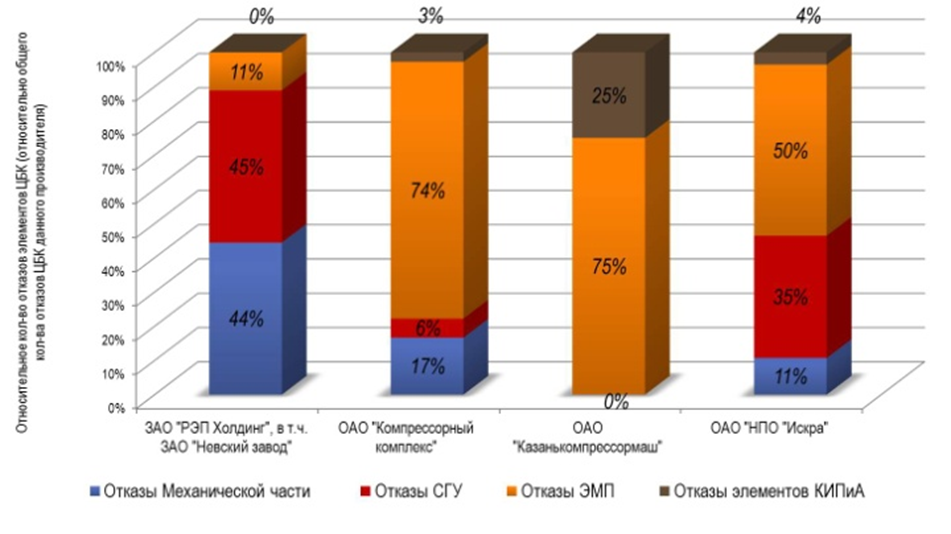 0%
3%
4%
Относительное кол-во отказов элементов ЦБК (относительно общего
кол-ва отказов ЦБК данного производителя)
100%
90%
80%
70%
60%
50%
40%
30%
20%
10%
0%
11%
45%
44%
74%
6%
17%
25%
75%
0%
50%
35%
11%
ЗАО "РЭП Холдинг", в т.ч.
ЗАО "Невский завод"
ОАО "Компрессорный
комплекс"
ОАО
"Казанькомпрессормаш"
ОАО "НПО "Искра"
Отказы Механической части
Отказы СГУ
Отказы ЭМП
Отказы элементов КИПиА